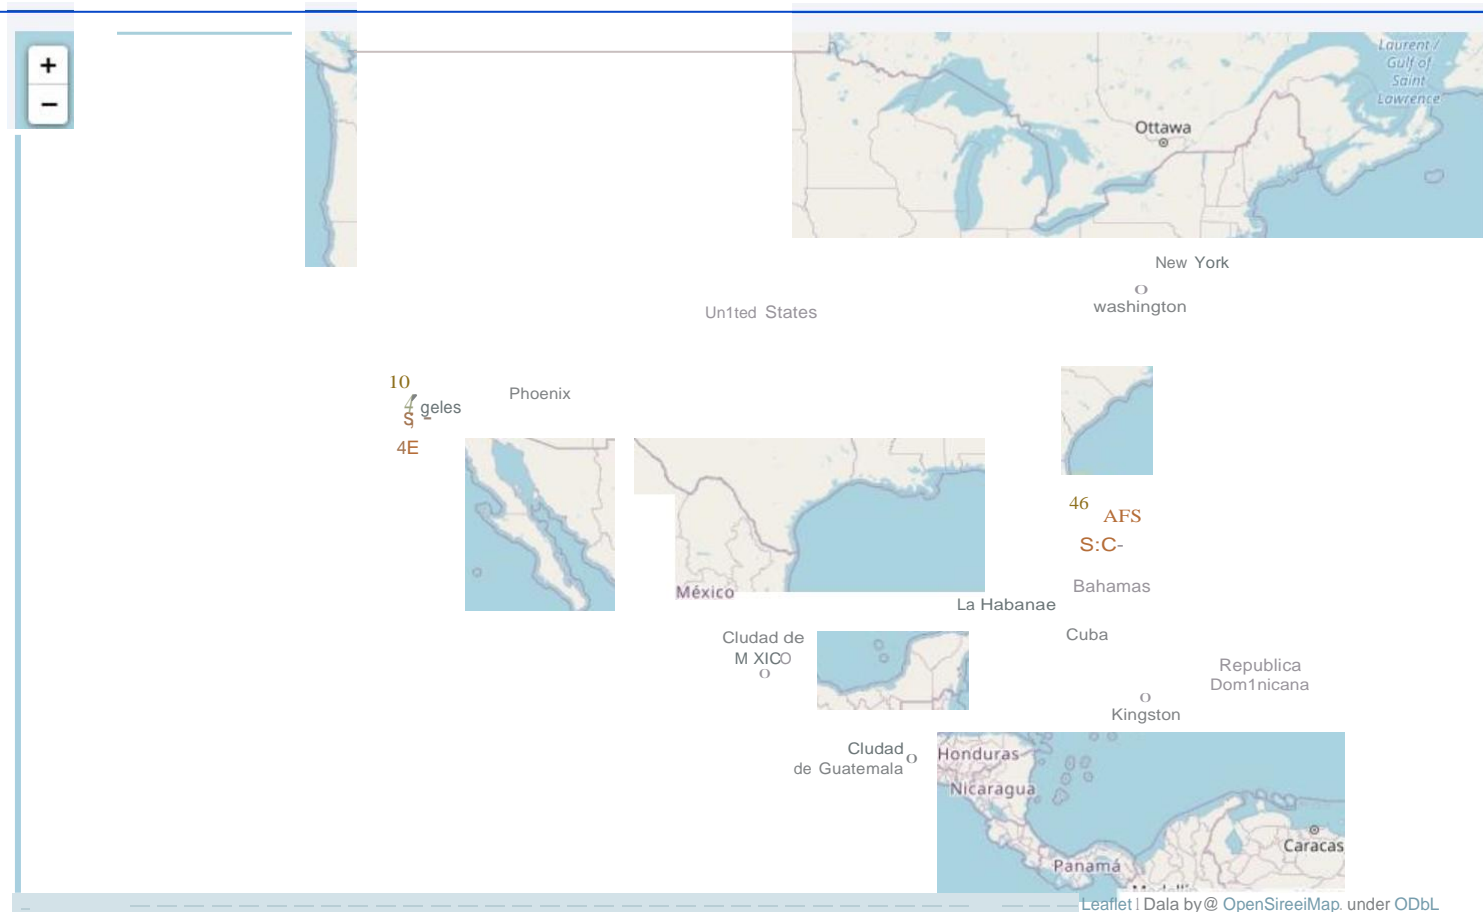 +
−
Laurent /
Gulf of
Saint
Lawrence
Ottawa
New York
washington
Un1ted States
10
geles
Phoenix
4E
46
AFS
S:C-
Bahamas
México
La Habanae
Cuba
Cludad de
M XICO
Republica
Dom1nicana
Kingston
Cludad
de Guatemala
Honduras
Nicaragua
Caracas
Panamá
Leaflet | Dala by@ OpenSireeiMap. under ODbL